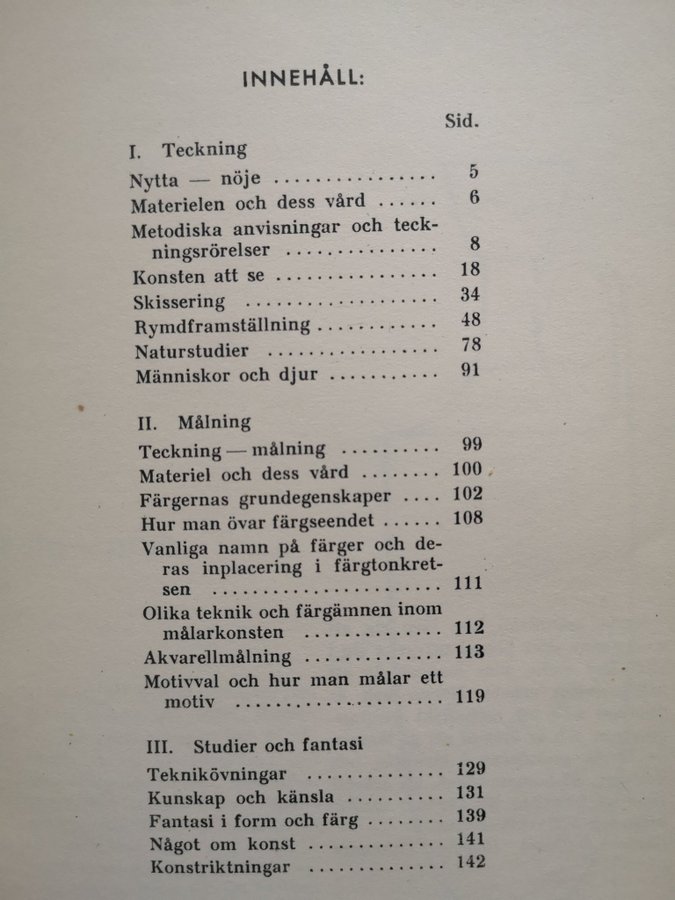 INNEHÅLL:
Sid.
I. Teckning
Nytta — nöje ................ 5
Materielen och dess vård ...... 6
Metodiska anvisningar och teck-
ningsrörelser ............... 8
Konsten att se ................ 18
Skissering ................... 34
Rymdframställning ............ 48
Naturstudier ................. 78
Människor och djur ........... 91
II. Målning
Teckning — målning .......... 99
Materiel och dess vård ........ 100
Färgernas grundegenskaper .... 102
Hur man övar färgseendet ...... 108
Vanliga namn på färger och de-
ras inplacering i färgtonkret-
sen ....................... 111
Olika teknik och färgämnen inom
målarkonsten .............. 112
Akvarellmålning .............. 113
Motivval och hur man målar ett
motiv ..................... 119
III. Studier och fantasi
Teknikövningar .............. 129
Kunskap och känsla .......... 131
Fantasi i form och färg ........ 139
Något om konst .............. 141
Konstriktningar .............. 142